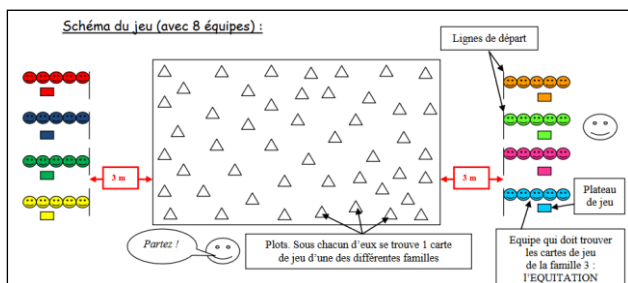 Schéma du jeu (avec 8 équipes) :
Lignes de départ
3 m
3 m
Partez !
Plots. Sous chacun d'eux se trouve 1 carte
de jeu d'une des différentes familles
Plateau
de jeu
Equipe qui doit trouver
les cartes de jeu
de la famille 3 :
l'EQUITATION